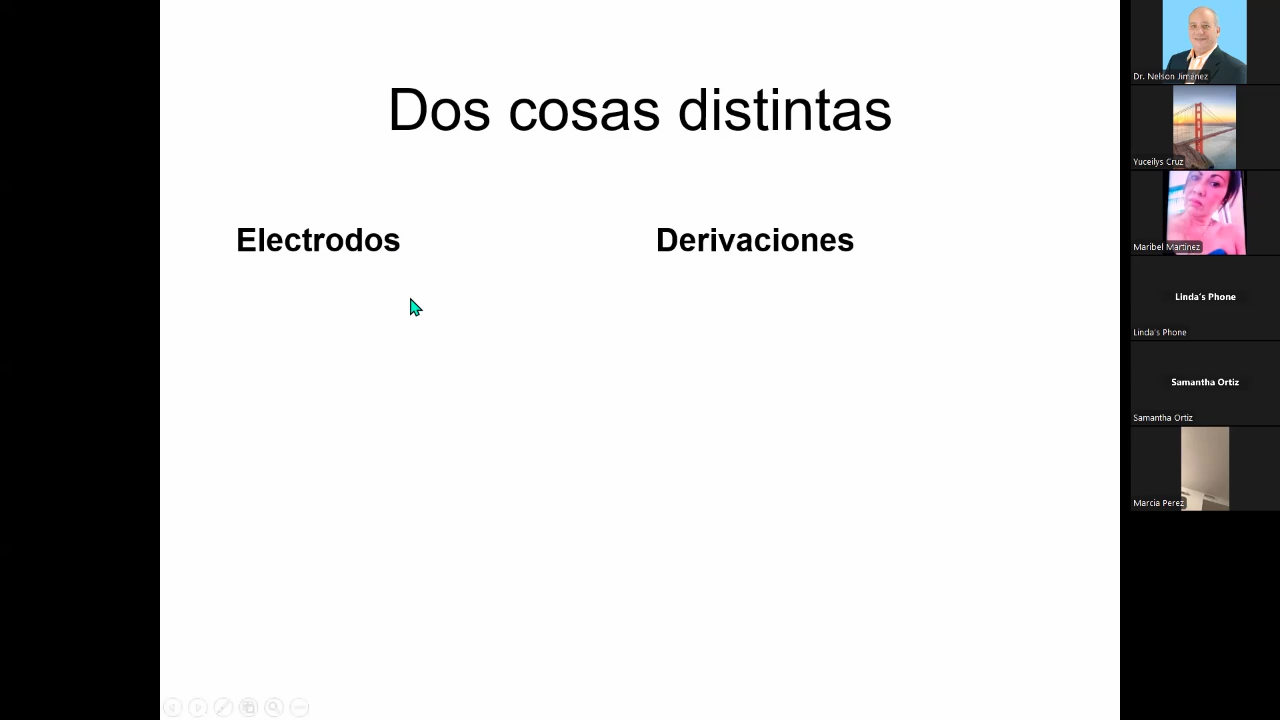 Dos cosas distintas
Electrodos
Derivaciones
Dr. Nelson Jiménez
Yuceilys Cruz
Maribel Martinez
Linda's Phone
Linda's Phone
Samantha Ortiz
Samantha Ortiz
Marcia Perez